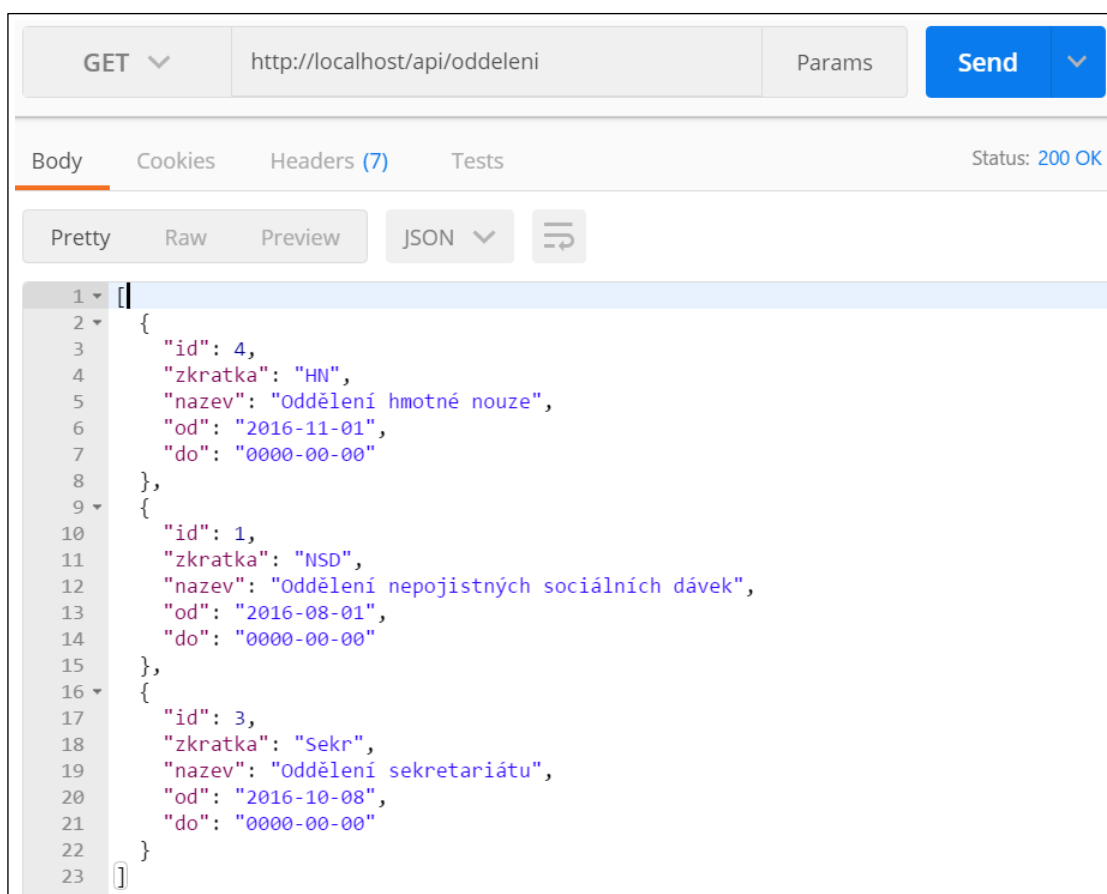 GET http://localhost/api/oddeleni Params Send
Body Cookies Headers (7) Tests Status: 200 OK
Pretty Raw Preview JSON
1 [
2 {
3 "id": 4,
4 "zkratka": "HN",
5 "nazev": "Oddělení hmotné nouze",
6 "od": "2016-11-01",
7 "do": "0000-00-00"
8 },
9 {
10 "id": 1,
11 "zkratka": "NSD",
12 "nazev": "Oddělení nepojistných sociálních dávek",
13 "od": "2016-08-01",
14 "do": "0000-00-00"
15 },
16 {
17 "id": 3,
18 "zkratka": "Sekr",
19 "nazev": "Oddělení sekretariátu",
20 "od": "2016-10-08",
21 "do": "0000-00-00"
22 }
23 ]